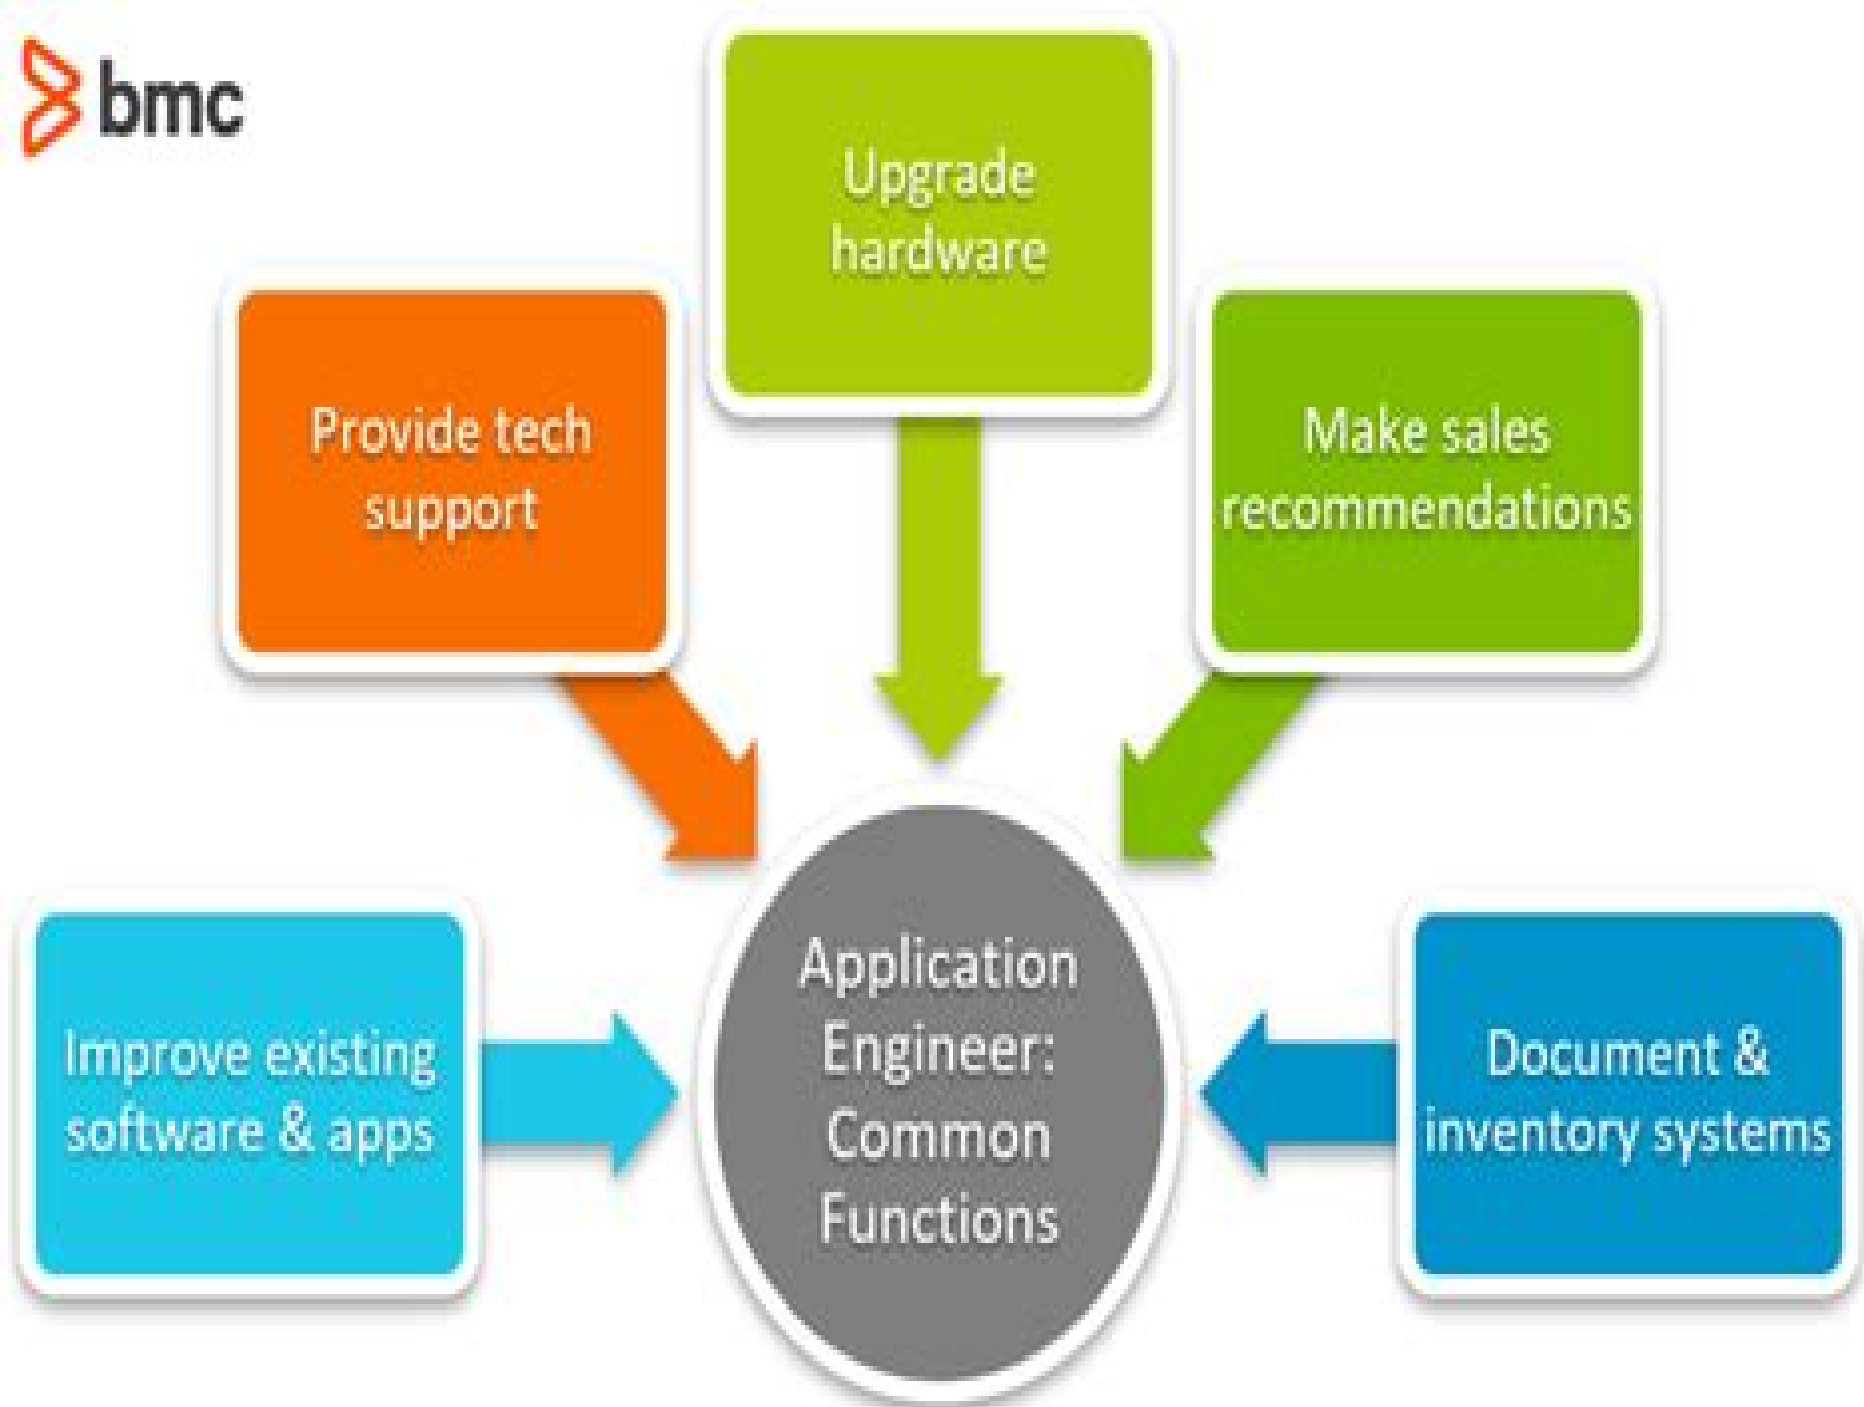 bmc
Upgrade
hardware
Provide tech
support
Make sales
recommendations
Improve existing
software & apps
Application
Engineer:
Common
Functions
Document &
inventory systems